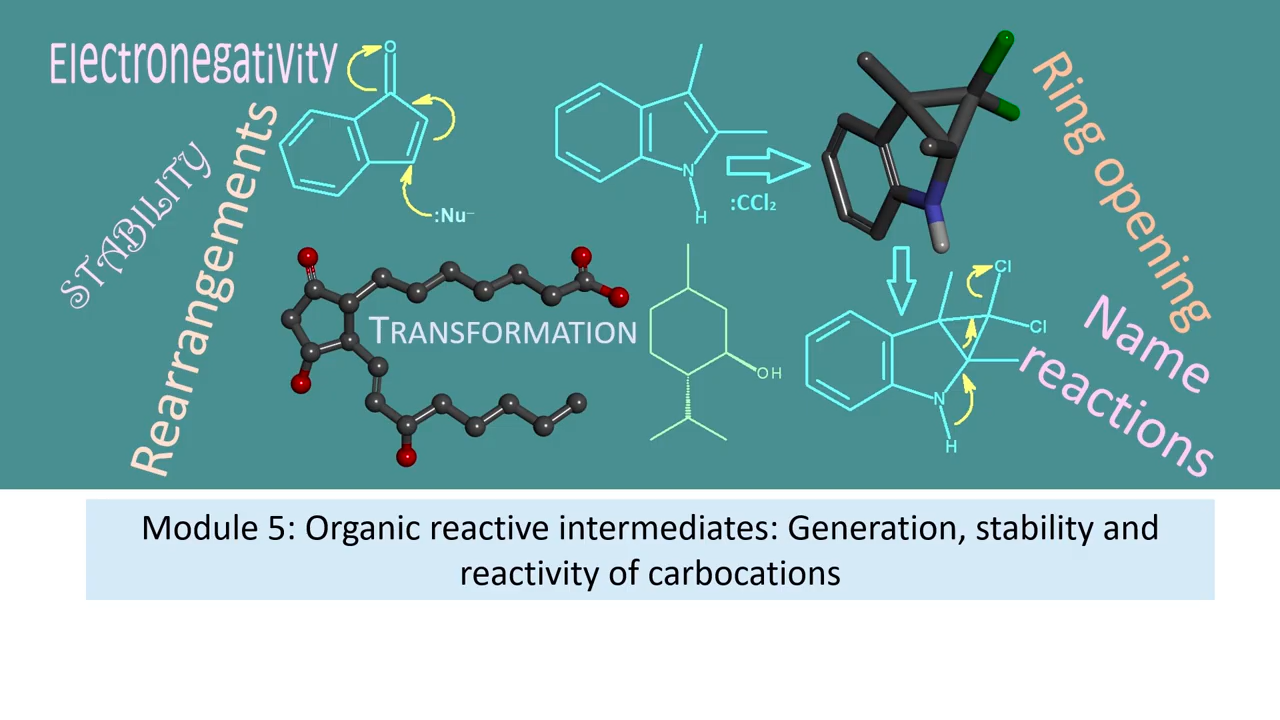 Electronegativity
STABILITY
Rearrangements
O
:Nu⁻
N
H
:CCl₂
Ring opening
TRANSFORMATION
OH
Cl
Cl
N
H
Name
reactions
Module 5: Organic reactive intermediates: Generation, stability and
reactivity of carbocations